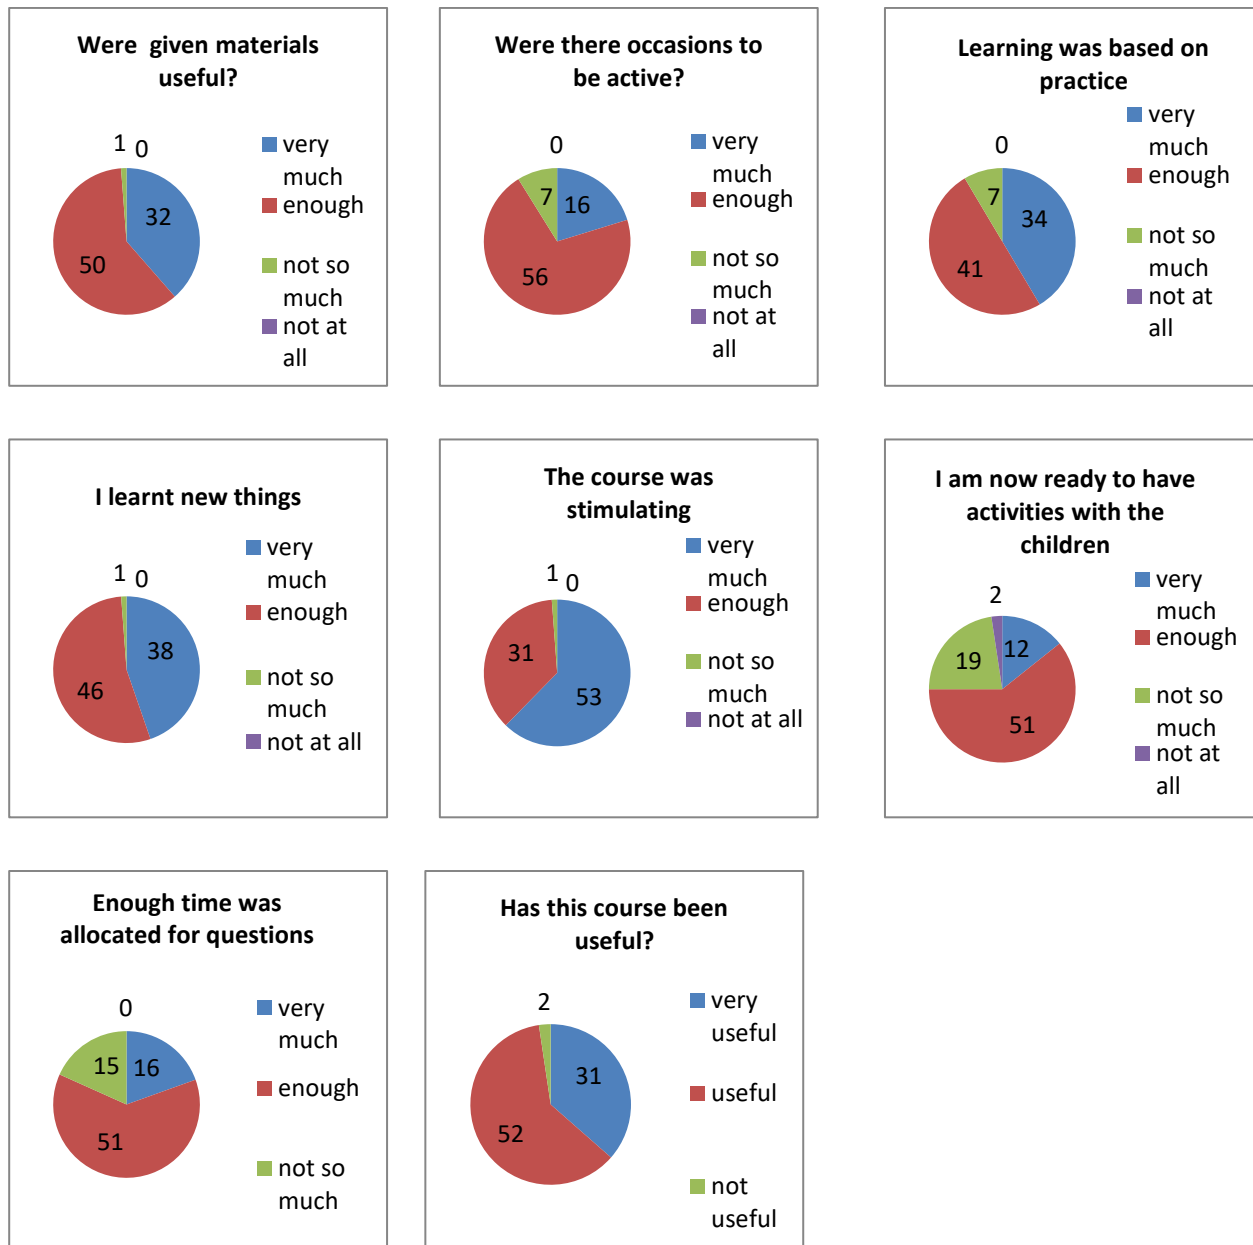 Were given materials
useful?
1 0
32
50
very
much
enough
not so
much
not at
all
Were there occasions to
be active?
0
7 16
56
very
much
enough
not so
much
not at
all
Learning was based on
practice
0
7
34
41
very
much
enough
not so
much
not at
all
I learnt new things
1 0
38
46
very
much
enough
not so
much
not at all
The course was
stimulating
1 0
31
53
very
much
enough
not so
much
not at all
I am now ready to have
activities with the
children
2
19 12
51
very
much
enough
not so
much
not at
all
Enough time was
allocated for questions
0
15 16
51
very
much
enough
not so
much
Has this course been
useful?
2
31
52
very
useful
useful
not
useful